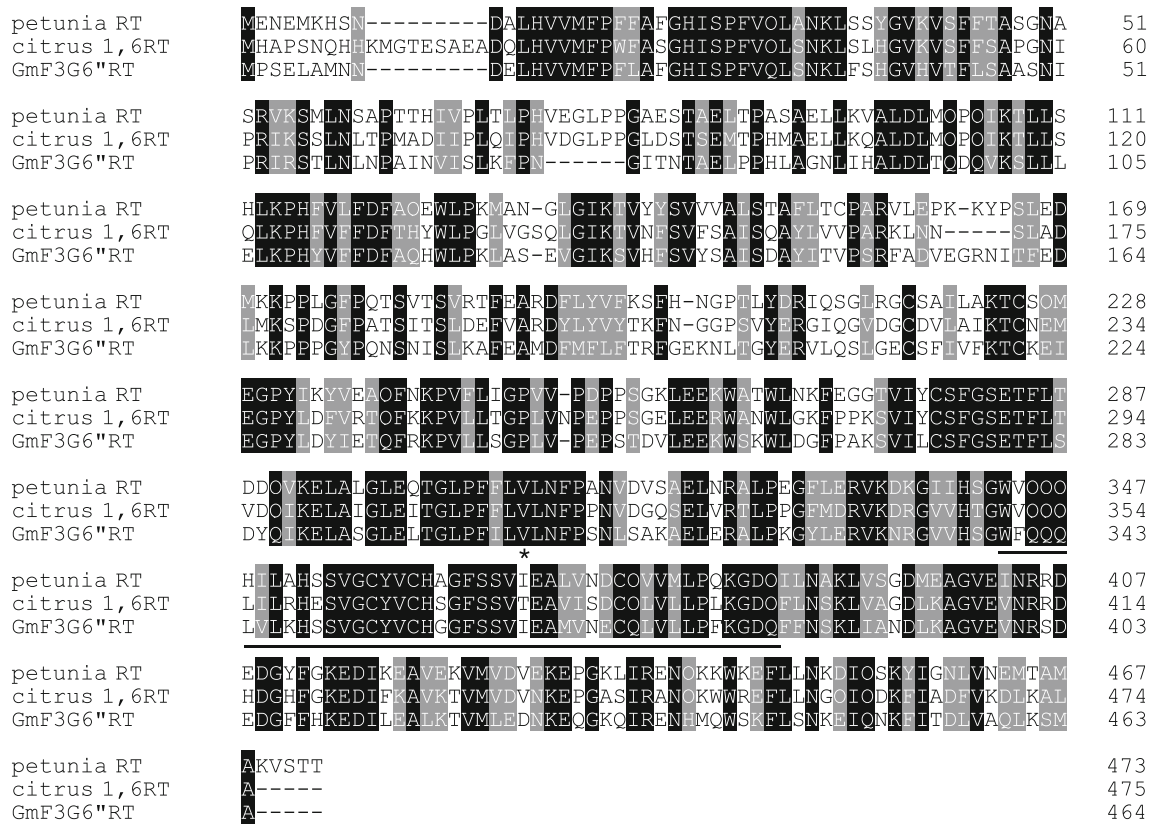 petunia RT MENEMKHSN---------DALHVVMFPFFAFGHISPFVQLANKLSSYGVKVSFFTASGNA 51
citrus 1,6RT MHAPSNQHHKMGTESAEADQLHVVMFPWFASGHISPFVQLSNKLSLHGVKVSFFSAPGNI 60
GmF3G6"RT MPSELAMNN---------DELHVVMFPFLAFGHISPFVQLSNKLFSHGVHVTFLSAASNI 51
petunia RT SRVKSMLNSAPTTHIVPLTLPHVEGLPPGAESTAELTPASAELLKVALDLMQPQIKTLLS 111
citrus 1,6RT PRIKSSLNLTPMADIIPLQIPHVDGLPPGLDSTSEMTPHMAELLKQALDLMQPQIKTLLS 120
GmF3G6"RT PRIRSTLNLNPAINVISLKFPN------GITNTAELPPHLAGNLIHALDLTQDQVKSLLL 105
petunia RT HLKPHFVLFDFAQEWLPKMAN-GLGIKTVYYSVVVALSTAFLTCPARVLEPK-KYPSLED 169
citrus 1,6RT QLKPHFVFFDFTHYWLPGLVGSQLGIKTVNFSVFSAISQAYLVVPARKLNN-----SLAD 175
GmF3G6"RT ELKPHYVFFDFAQHWLPKLAS-EVGIKSVHFSVYSAISDAYITVPSRFADVEGRNITFED 164
petunia RT MKKPPLGFPQTSVTSVRTFEARDFLYVFKSFH-NGPTLYDRIQSGLRGCSAILAKTCSQM 228
citrus 1,6RT LMKSPDGFPATSITSLDEFVARDYLYVYTKFN-GGPSVYERGIQGVDGCDVLAIKTCNEM 234
GmF3G6"RT LKKPPPGYPQNSNISLKAFEAMDFMFLFTRFGEKNLTGYERVLQSLGECSFIVFKTCKEI 224
petunia RT EGPYIKYVEAQFNKPVFLIGPVV-PDPPSGKLEEKWATWLNKFEGGTVIYCSFGSETFLT 287
citrus 1,6RT EGPYLDFVRTQFKKPVLLTGPLVNPEPPSGELEERWANWLGKFPPKSVIYCSFGSETFLT 294
GmF3G6"RT EGPYLDYIETQFRKPVLLSGPLV-PEPSTDVLEEKWSKWLDGFPAKSVILCSFGSETFLS 283
petunia RT DDQVKELALGLEQTGLPFFLVLNFPANVDVSAELNRALPEGFLERVKDKGIIHSGWVQQQ 347
citrus 1,6RT VDQIKELAIGLEITGLPFFLVLNFPPNVDGQSELVRTLPPGFMDRVKDRGVVHTGWVQQQ 354
GmF3G6"RT DYQIKELASGLELTGLPFILVLNFPSNLSAKAELERALPKGYLERVKNRGVVHSGWFQQQ 343
*
petunia RT HILAHSSVGCYVCHAGFSSVIEALVNDCQVVMLPQKGDQILNAKLVSGDMEAGVEINRRD 407
citrus 1,6RT LILRHESVGCYVCHSGFSSVTEAVISDCQLVLLPLKGDQFLNSKLVAGDLKAGVEVNRRD 414
GmF3G6"RT LVLKHSSVGCYVCHGGFSSVIEAMVNECQLVLLPFKGDQFFNSKLIANDLKAGVEVNRSD 403
petunia RT EDGYFGKEDIKEAVEKVMVDVEKEPGKLIRENQKKWKEFLLNKDIQSKYIGNLVNEMTAM 467
citrus 1,6RT HDGHFGKEDIFKAVKTVMVDVNKEPGASIRANQKWWREFLLNGQIQDKFIADFVKDLKAL 474
GmF3G6"RT EDGFFHKEDILEALKTVMLEDNKEQGKQIRENHMQWSKFLSNKEIQNKFITDLVAQLKSM 463
petunia RT AKVSTT 473
citrus 1,6RT A----- 475
GmF3G6"RT A----- 464